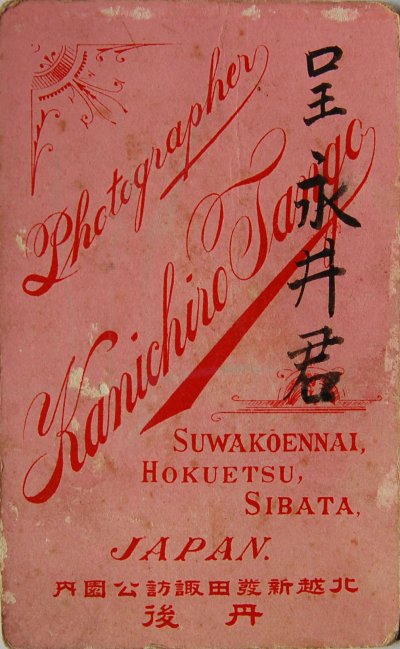 Photographer
Kanichiro Tango
呈永井君
SUWAKŌENNAI,
HOKUETSU,
SIBATA,
JAPAN.
内園公訪諏田發新越北
後丹